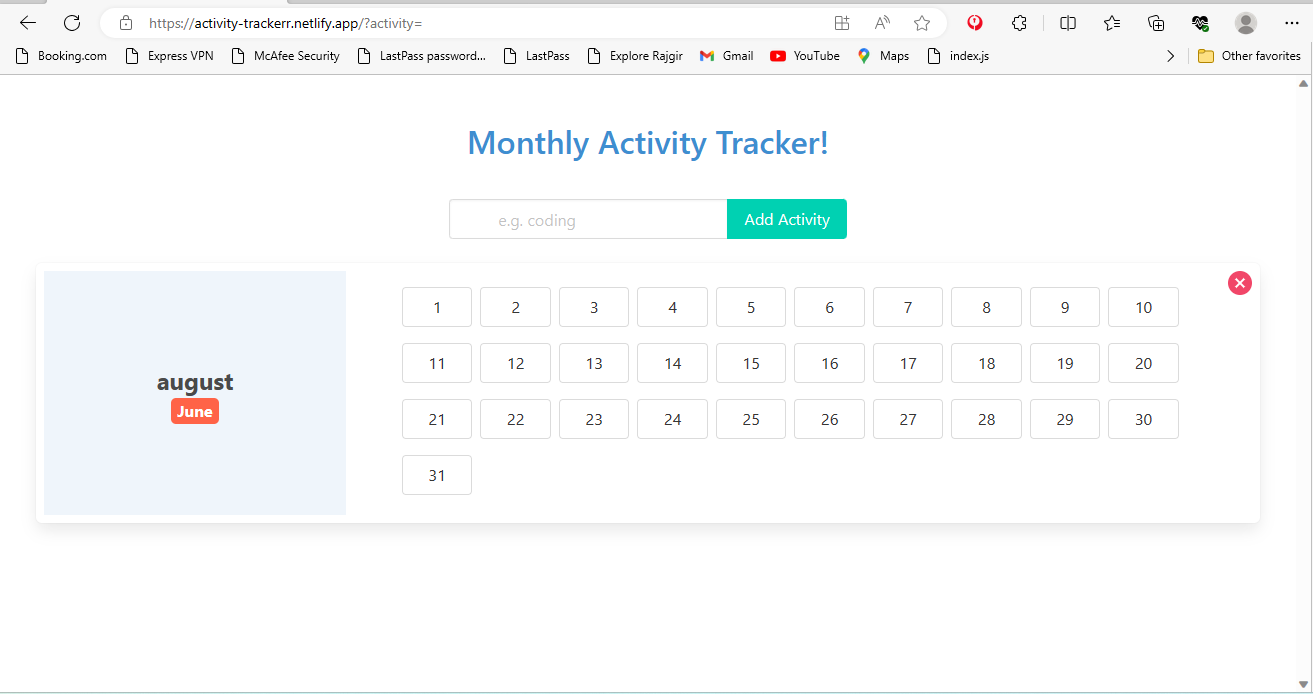 https://activity-trackerr.netlify.app/?activity=
Booking.com Express VPN McAfee Security LastPass password... LastPass Explore Rajgir Gmail YouTube Maps index.js Other favorites
Monthly Activity Tracker!
e.g. coding Add Activity
august
June
1 2 3 4 5 6 7 8 9 10
11 12 13 14 15 16 17 18 19 20
21 22 23 24 25 26 27 28 29 30
31